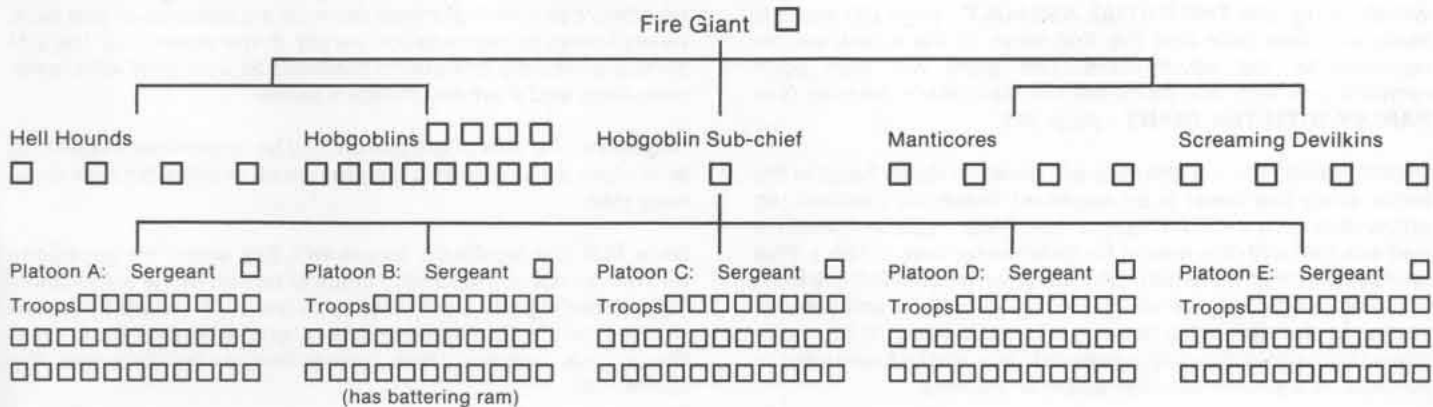 Fire Giant
Hell Hounds Hobgoblins Hobgoblin Sub-chief Manticores Screaming Devilkins
Platoon A: Sergeant Platoon B: Sergeant Platoon C: Sergeant Platoon D: Sergeant Platoon E: Sergeant
Troops Troops Troops Troops Troops
(has battering ram)